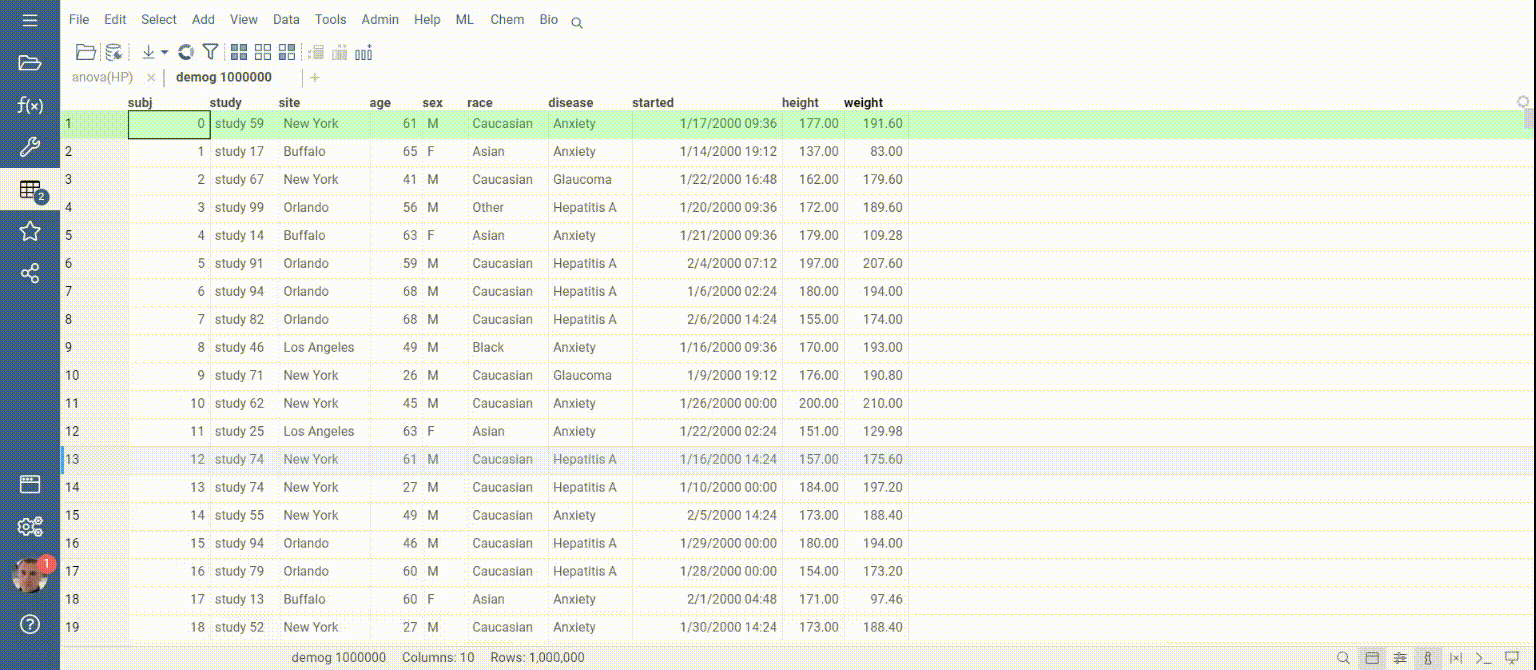 File Edit Select Add View Data Tools Admin Help ML Chem Bio
f(x)
anova(HP) × demog 1000000 +
subj study site age sex race disease started height weight
1 0 study 59 New York 61 M Caucasian Anxiety 1/17/2000 09:36 177.00 191.60
2 1 study 17 Buffalo 65 F Asian Anxiety 1/14/2000 19:12 137.00 83.00
3 2 study 67 New York 41 M Caucasian Glaucoma 1/22/2000 16:48 162.00 179.60
2
4 3 study 99 Orlando 56 M Other Hepatitis A 1/20/2000 09:36 172.00 189.60
5 4 study 14 Buffalo 63 F Asian Anxiety 1/21/2000 09:36 179.00 109.28
6 5 study 91 Orlando 59 M Caucasian Hepatitis A 2/4/2000 07:12 197.00 207.60
7 6 study 94 Orlando 68 M Caucasian Hepatitis A 1/6/2000 02:24 180.00 194.00
8 7 study 82 Orlando 68 M Caucasian Hepatitis A 2/6/2000 14:24 155.00 174.00
9 8 study 46 Los Angeles 49 M Black Anxiety 1/16/2000 09:36 170.00 193.00
10 9 study 71 New York 26 M Caucasian Glaucoma 1/9/2000 19:12 176.00 190.80
11 10 study 62 New York 45 M Caucasian Anxiety 1/26/2000 00:00 200.00 210.00
12 11 study 25 Los Angeles 63 F Asian Anxiety 1/22/2000 02:24 151.00 129.98
13 12 study 74 New York 61 M Caucasian Hepatitis A 1/16/2000 14:24 157.00 175.60
14 13 study 74 New York 27 M Caucasian Hepatitis A 1/10/2000 00:00 184.00 197.20
15 14 study 55 New York 49 M Caucasian Anxiety 2/5/2000 14:24 173.00 188.40
16 15 study 94 Orlando 46 M Caucasian Hepatitis A 1/29/2000 00:00 180.00 194.00
1
17 16 study 79 Orlando 60 M Caucasian Hepatitis A 1/28/2000 00:00 154.00 173.20
18 17 study 13 Buffalo 60 F Asian Anxiety 2/1/2000 04:48 171.00 97.46
19 18 study 52 New York 27 M Caucasian Anxiety 1/30/2000 14:24 173.00 188.40
demog 1000000 Columns: 10 Rows: 1,000,000